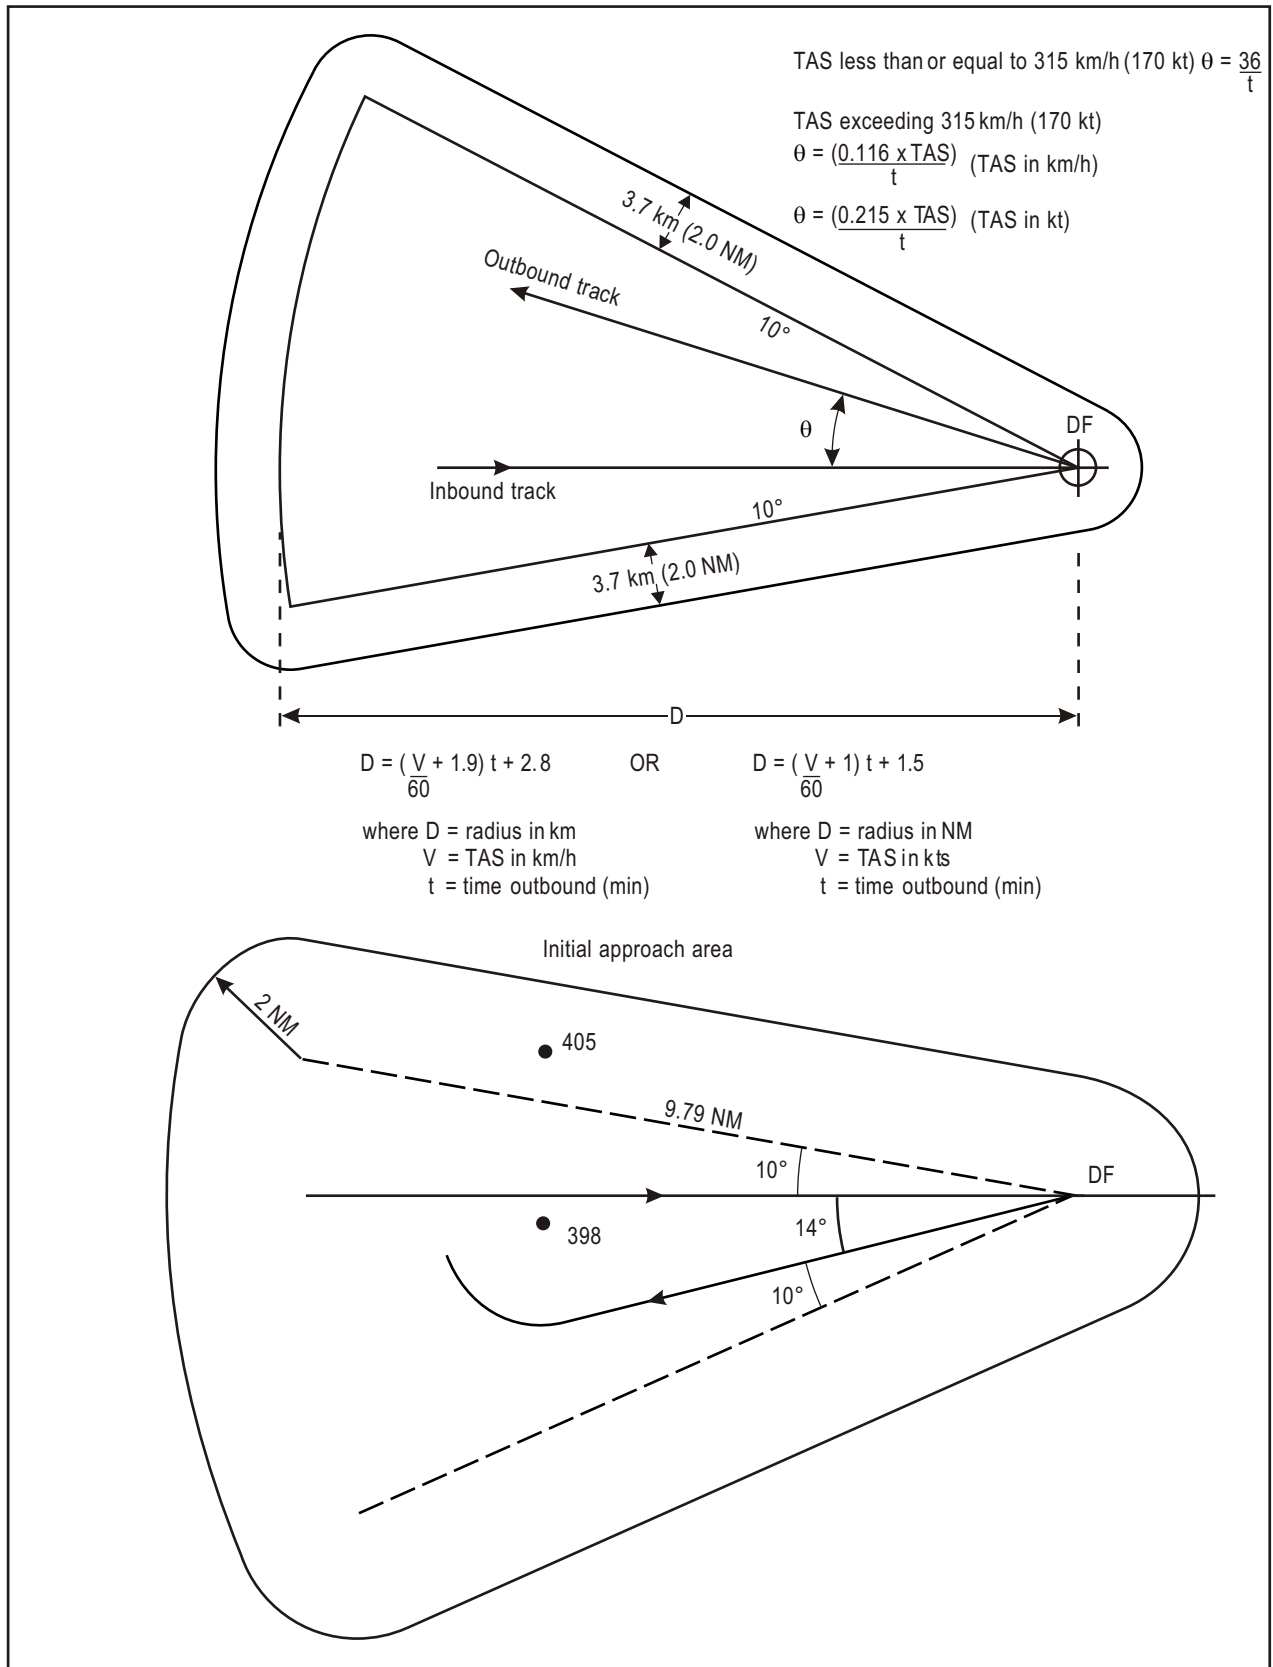 TAS less than or equal to 315 km/h (170 kt) θ = 36
t
TAS exceeding 315 km/h (170 kt)
θ = (0.116 x TAS) (TAS in km/h)
t
θ = (0.215 x TAS) (TAS in kt)
t
3.7 km (2.0 NM)
Outbound track
10°
θ
DF
Inbound track
10°
3.7 km (2.0 NM)
D
D = ( V + 1.9) t + 2.8 OR D = ( V + 1) t + 1.5
60 60
where D = radius in km where D = radius in NM
V = TAS in km/h V = TAS in kts
t = time outbound (min) t = time outbound (min)
Initial approach area
2 NM
405
9.79 NM
10°
DF
14°
398
10°